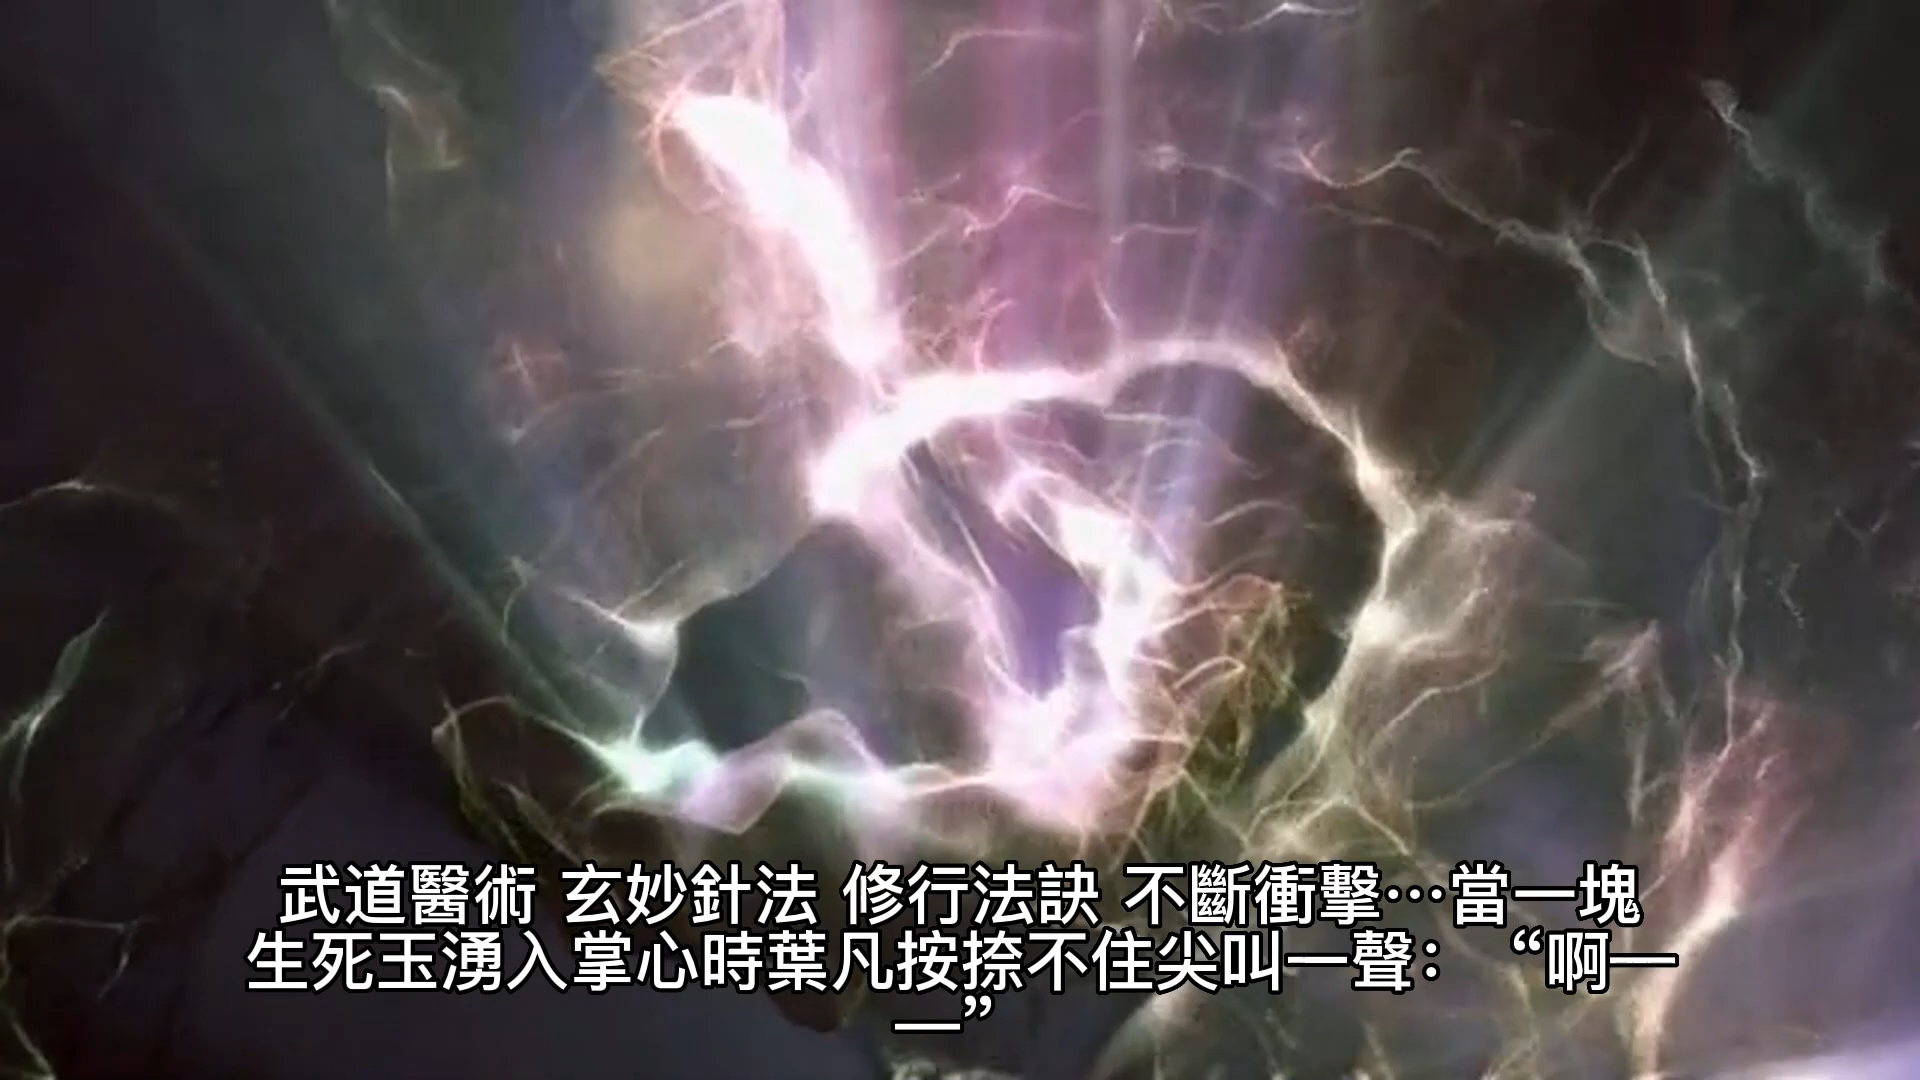 武道醫術 玄妙針法 修行法訣 不斷衝擊…當一塊
生死玉湧入掌心時葉凡按捺不住尖叫一聲：“啊—
—”